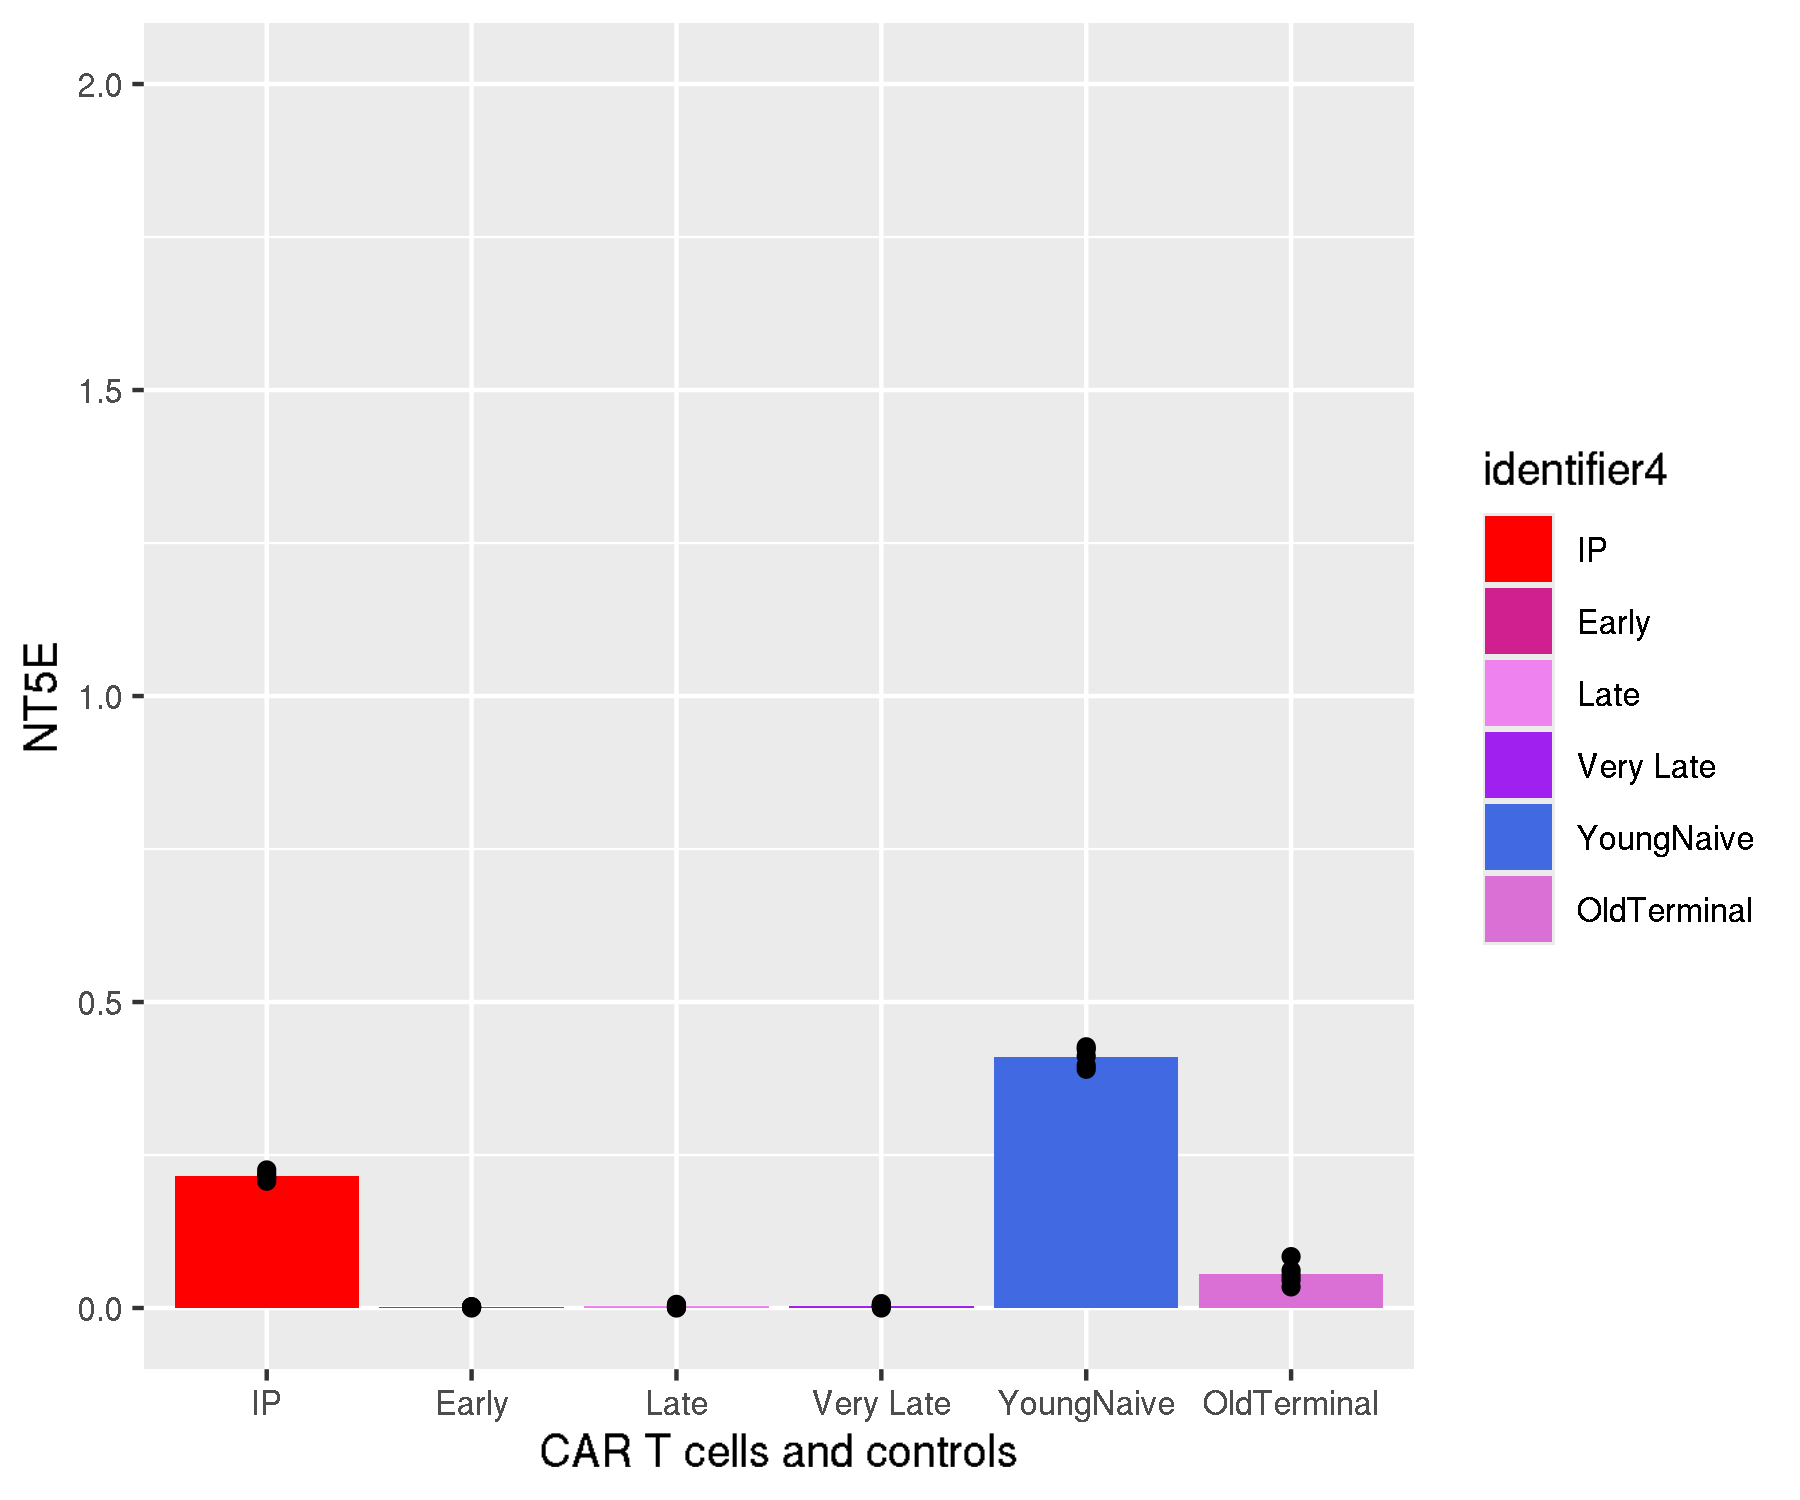 2.0
1.5
1.0
0.5
0.0
NT5E
IP Early Late Very Late YoungNaive OldTerminal
CAR T cells and controls
identifier4
IP
Early
Late
Very Late
YoungNaive
OldTerminal